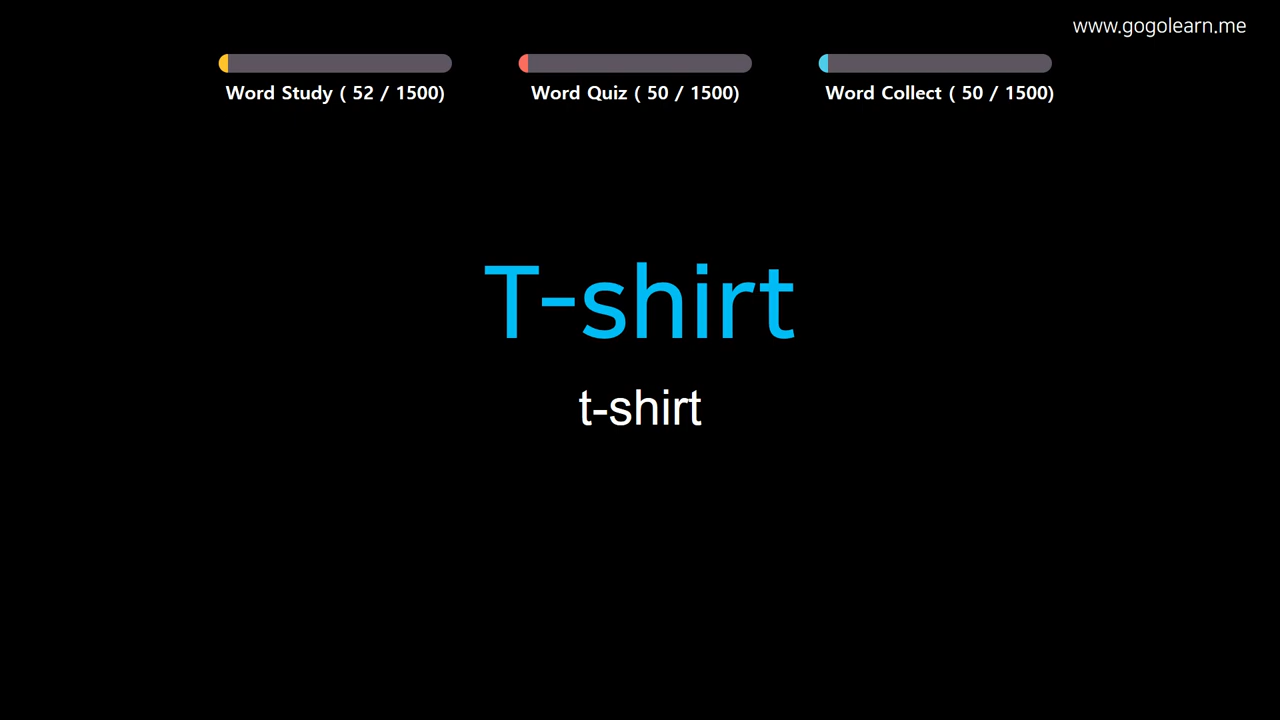 www.gogolearn.me
Word Study ( 52 / 1500)
Word Quiz ( 50 / 1500)
Word Collect ( 50 / 1500)
T-shirt
t-shirt